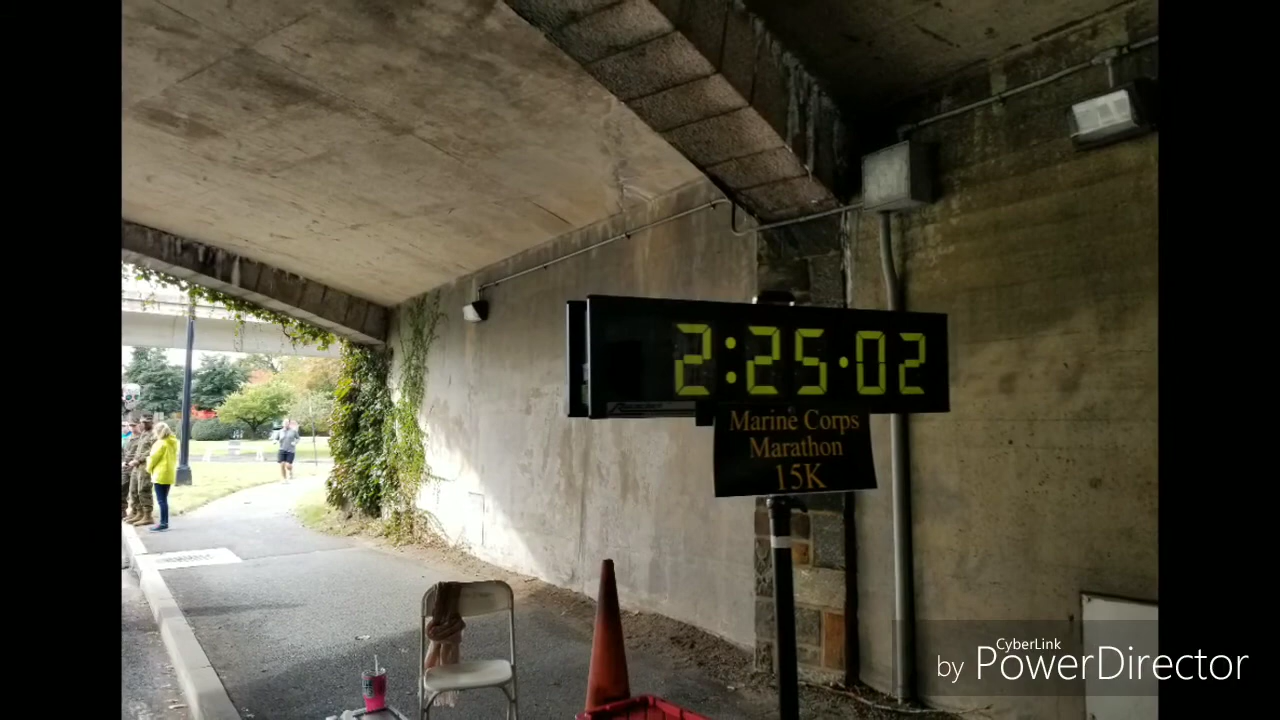 2:25:02
Marine Corps
Marathon
15K
CyberLink
by PowerDirector